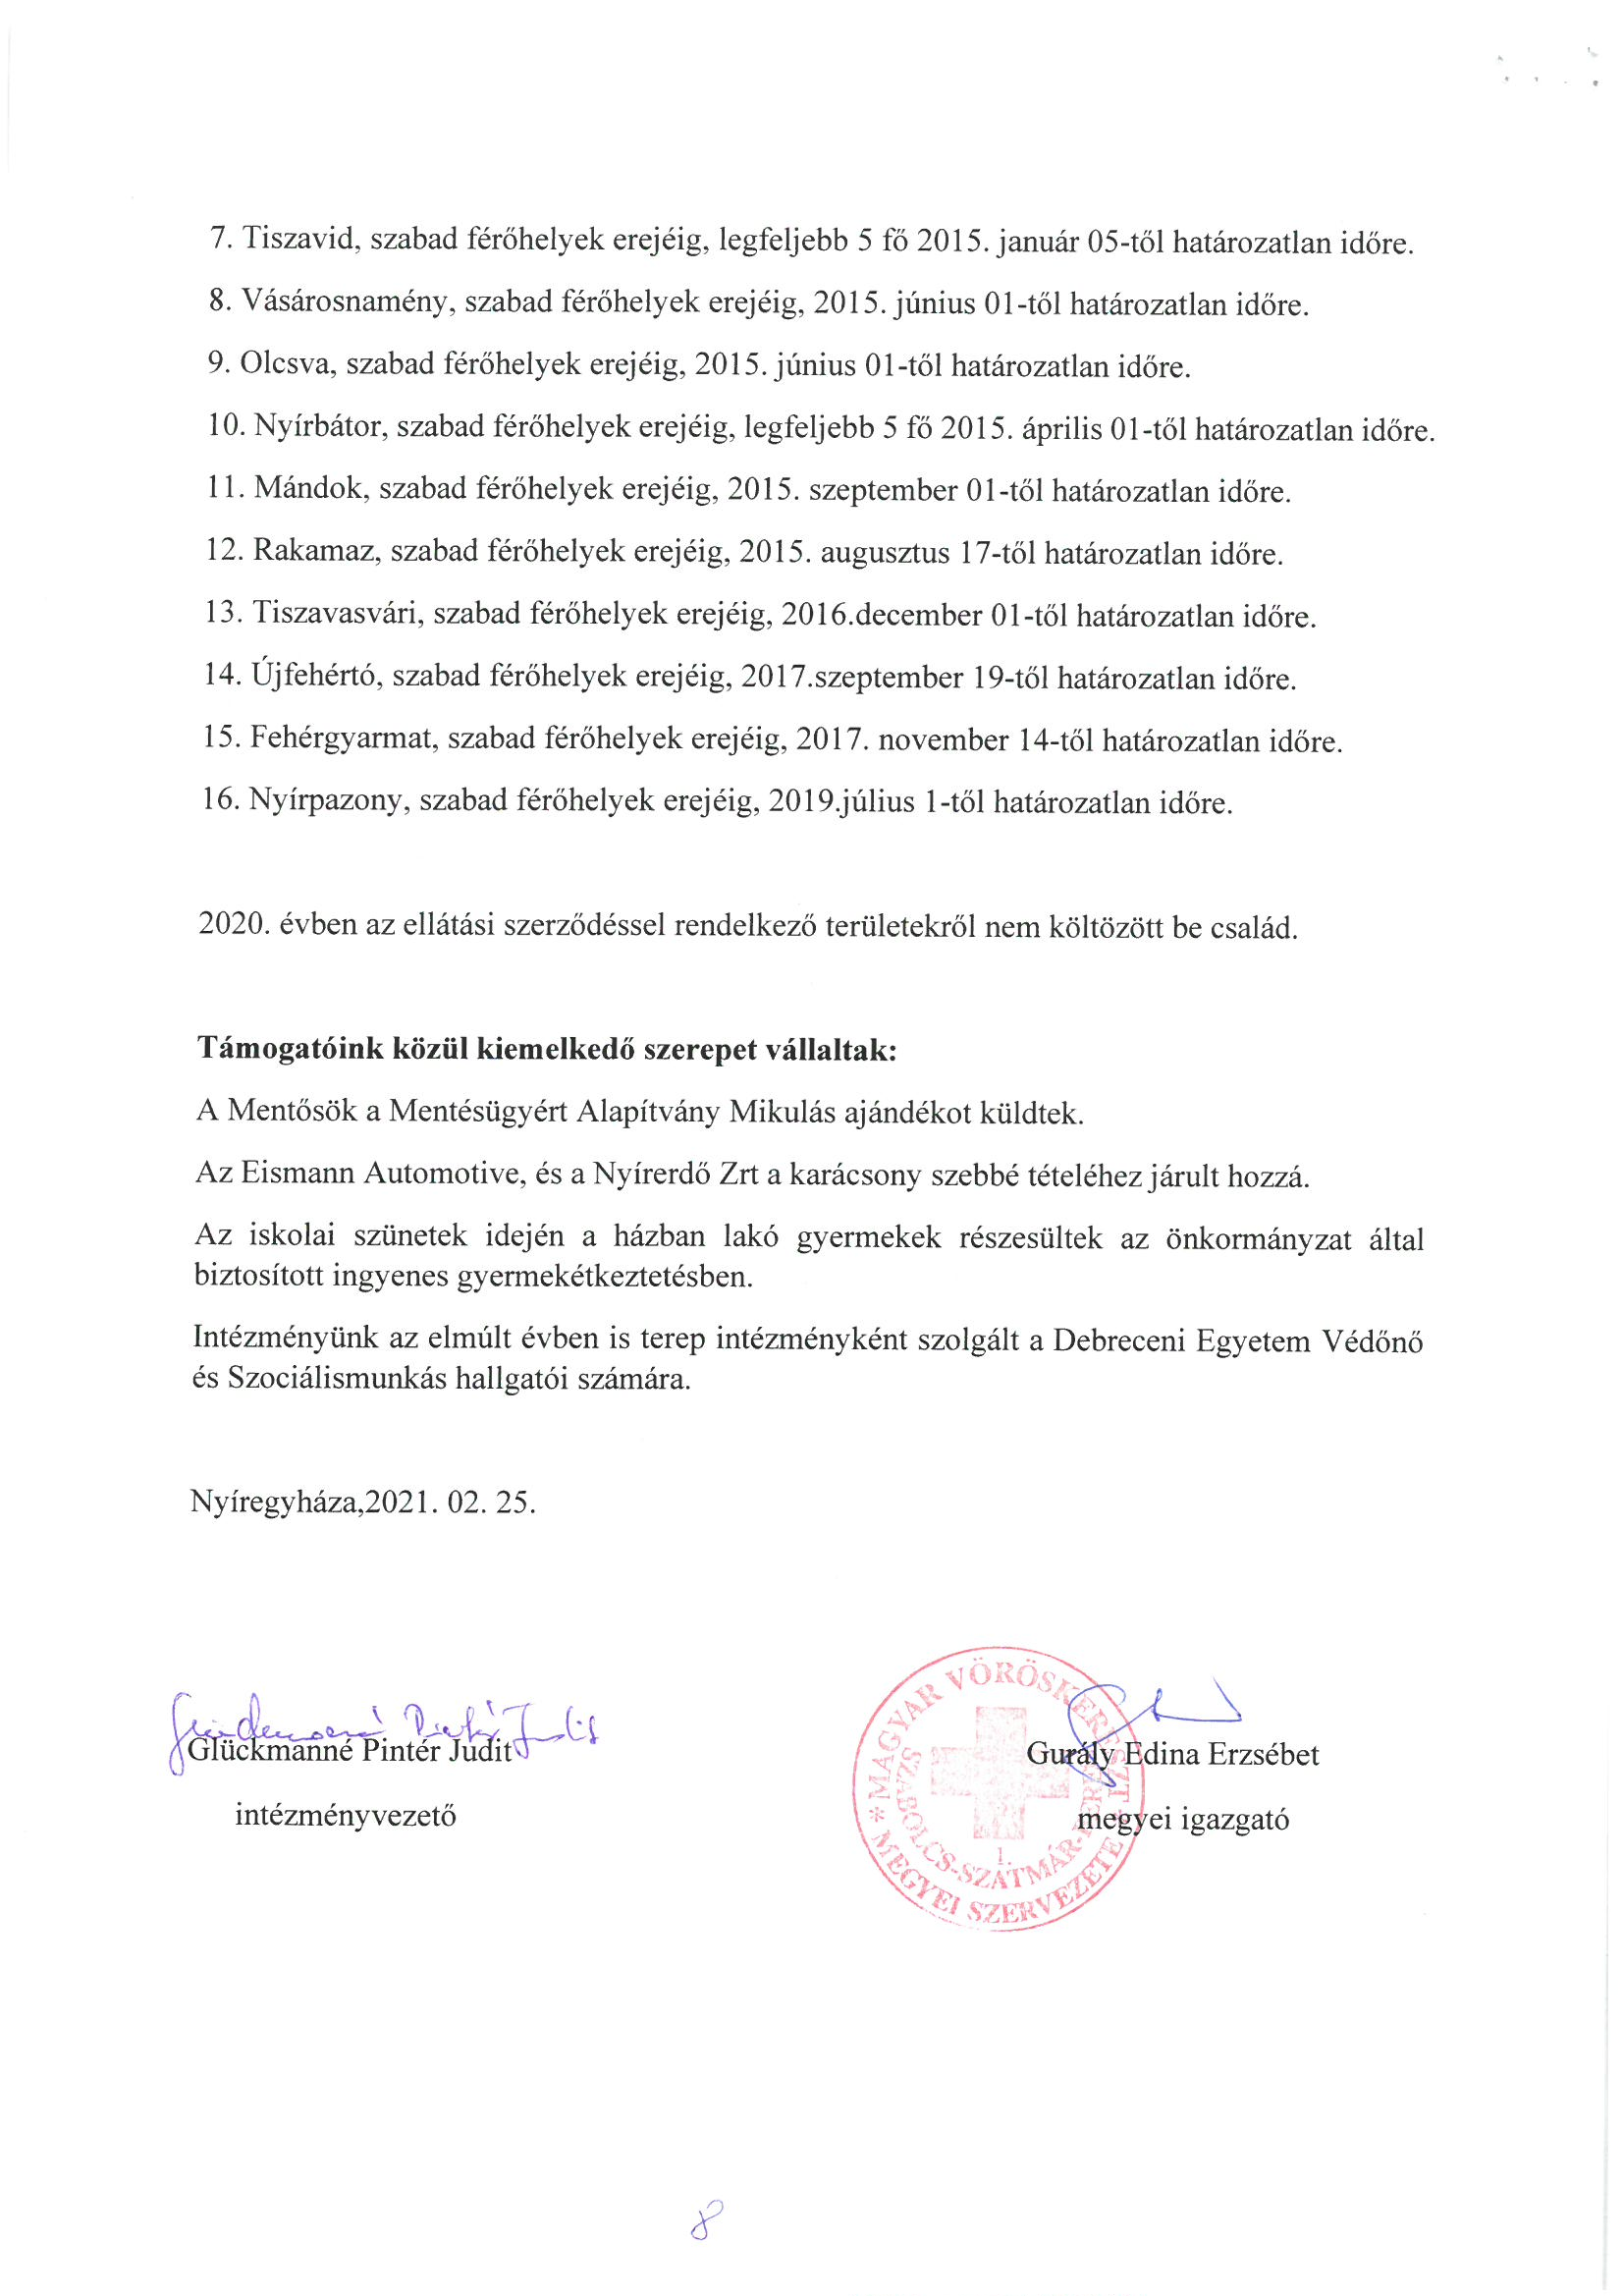 7. Tiszavid, szabad férőhelyek erejéig, legfeljebb 5 fő 2015. január 05-től határozatlan időre.
8. Vásárosnamény, szabad férőhelyek erejéig, 2015. június 01-től határozatlan időre.
9. Olcsva, szabad férőhelyek erejéig, 2015. június 01-től határozatlan időre.
10. Nyírbátor, szabad férőhelyek erejéig, legfeljebb 5 fő 2015. április 01-től határozatlan időre.
11. Mándok, szabad férőhelyek erejéig, 2015. szeptember 01-től határozatlan időre.
12. Rakamaz, szabad férőhelyek erejéig, 2015. augusztus 17-től határozatlan időre.
13. Tiszavasvári, szabad férőhelyek erejéig, 2016.december 01-től határozatlan időre.
14. Újfehértó, szabad férőhelyek erejéig, 2017.szeptember 19-től határozatlan időre.
15. Fehérgyarmat, szabad férőhelyek erejéig, 2017. november 14-től határozatlan időre.
16. Nyírpazony, szabad férőhelyek erejéig, 2019.július 1-től határozatlan időre.
2020. évben az ellátási szerződéssel rendelkező területekről nem költözött be család.
Támogatóink közül kiemelkedő szerepet vállaltak:
A Mentősök a Mentésügyért Alapítvány Mikulás ajándékot küldtek.
Az Eismann Automotive, és a Nyírerdő Zrt a karácsony szebbé tételéhez járult hozzá.
Az iskolai szünetek idején a házban lakó gyermekek részesültek az önkormányzat által
biztosított ingyenes gyermekétkeztetésben.
Intézményünk az elmúlt évben is terep intézményként szolgált a Debreceni Egyetem Védőnő
és Szociálismunkás hallgatói számára.
Nyíregyháza,2021. 02. 25.
Glückmanné Pintér Judit
intézményvezető
Gurály Edina Erzsébet
megyei igazgató
* MAGYAR VÖRÖSKERESZT *
MEGYEI SZERVEZETE
SZABOLCS-SZATMÁR-BEREG
1.
8